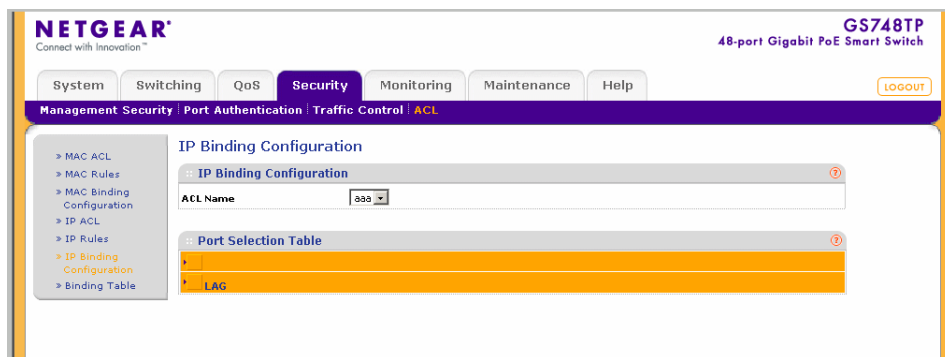 NETGEAR®
Connect with Innovation™
GS748TP
48-port Gigabit PoE Smart Switch
System Switching QoS Security Monitoring Maintenance Help
LOGOUT
Management Security Port Authentication Traffic Control ACL
» MAC ACL
» MAC Rules
» MAC Binding
Configuration
» IP ACL
» IP Rules
» IP Binding
Configuration
» Binding Table
IP Binding Configuration
:: IP Binding Configuration ?
ACL Name aaa
:: Port Selection Table ?
LAG